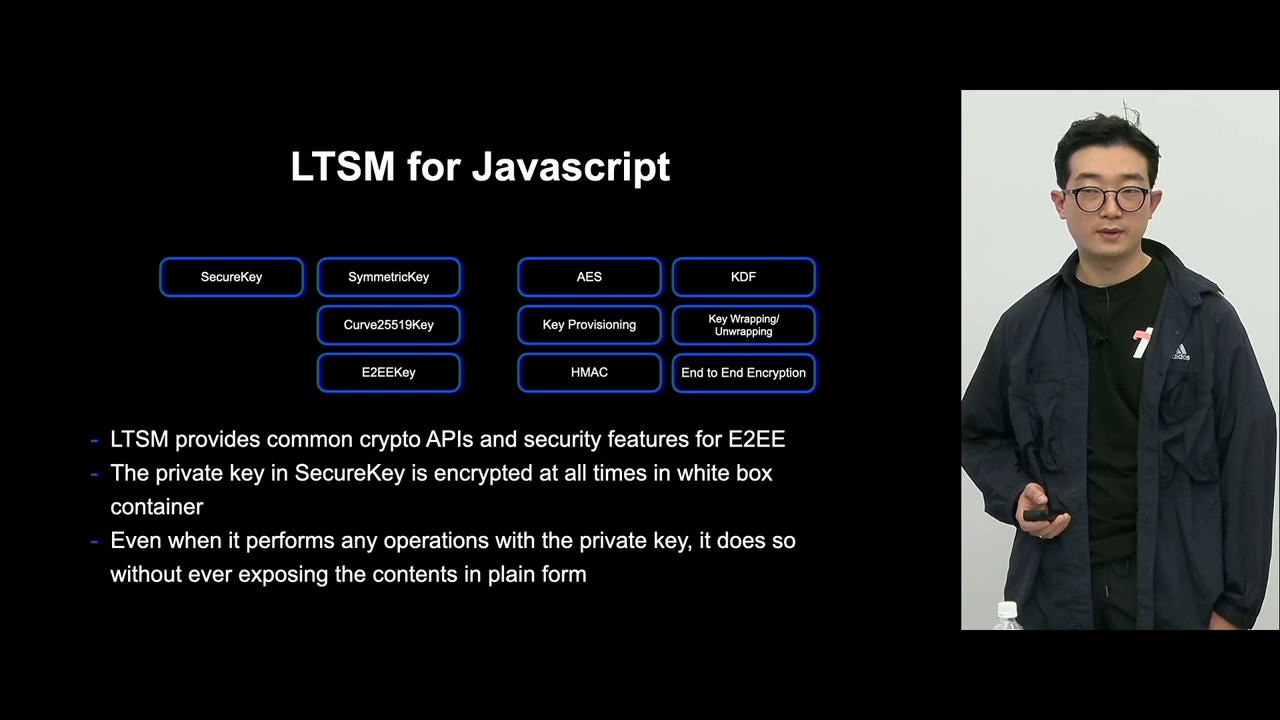 LTSM for Javascript
SecureKey
SymmetricKey
AES
KDF
Curve25519Key
Key Provisioning
Key Wrapping/
Unwrapping
E2EEKey
HMAC
End to End Encryption
- LTSM provides common crypto APIs and security features for E2EE
- The private key in SecureKey is encrypted at all times in white box
container
- Even when it performs any operations with the private key, it does so
without ever exposing the contents in plain form
adidas